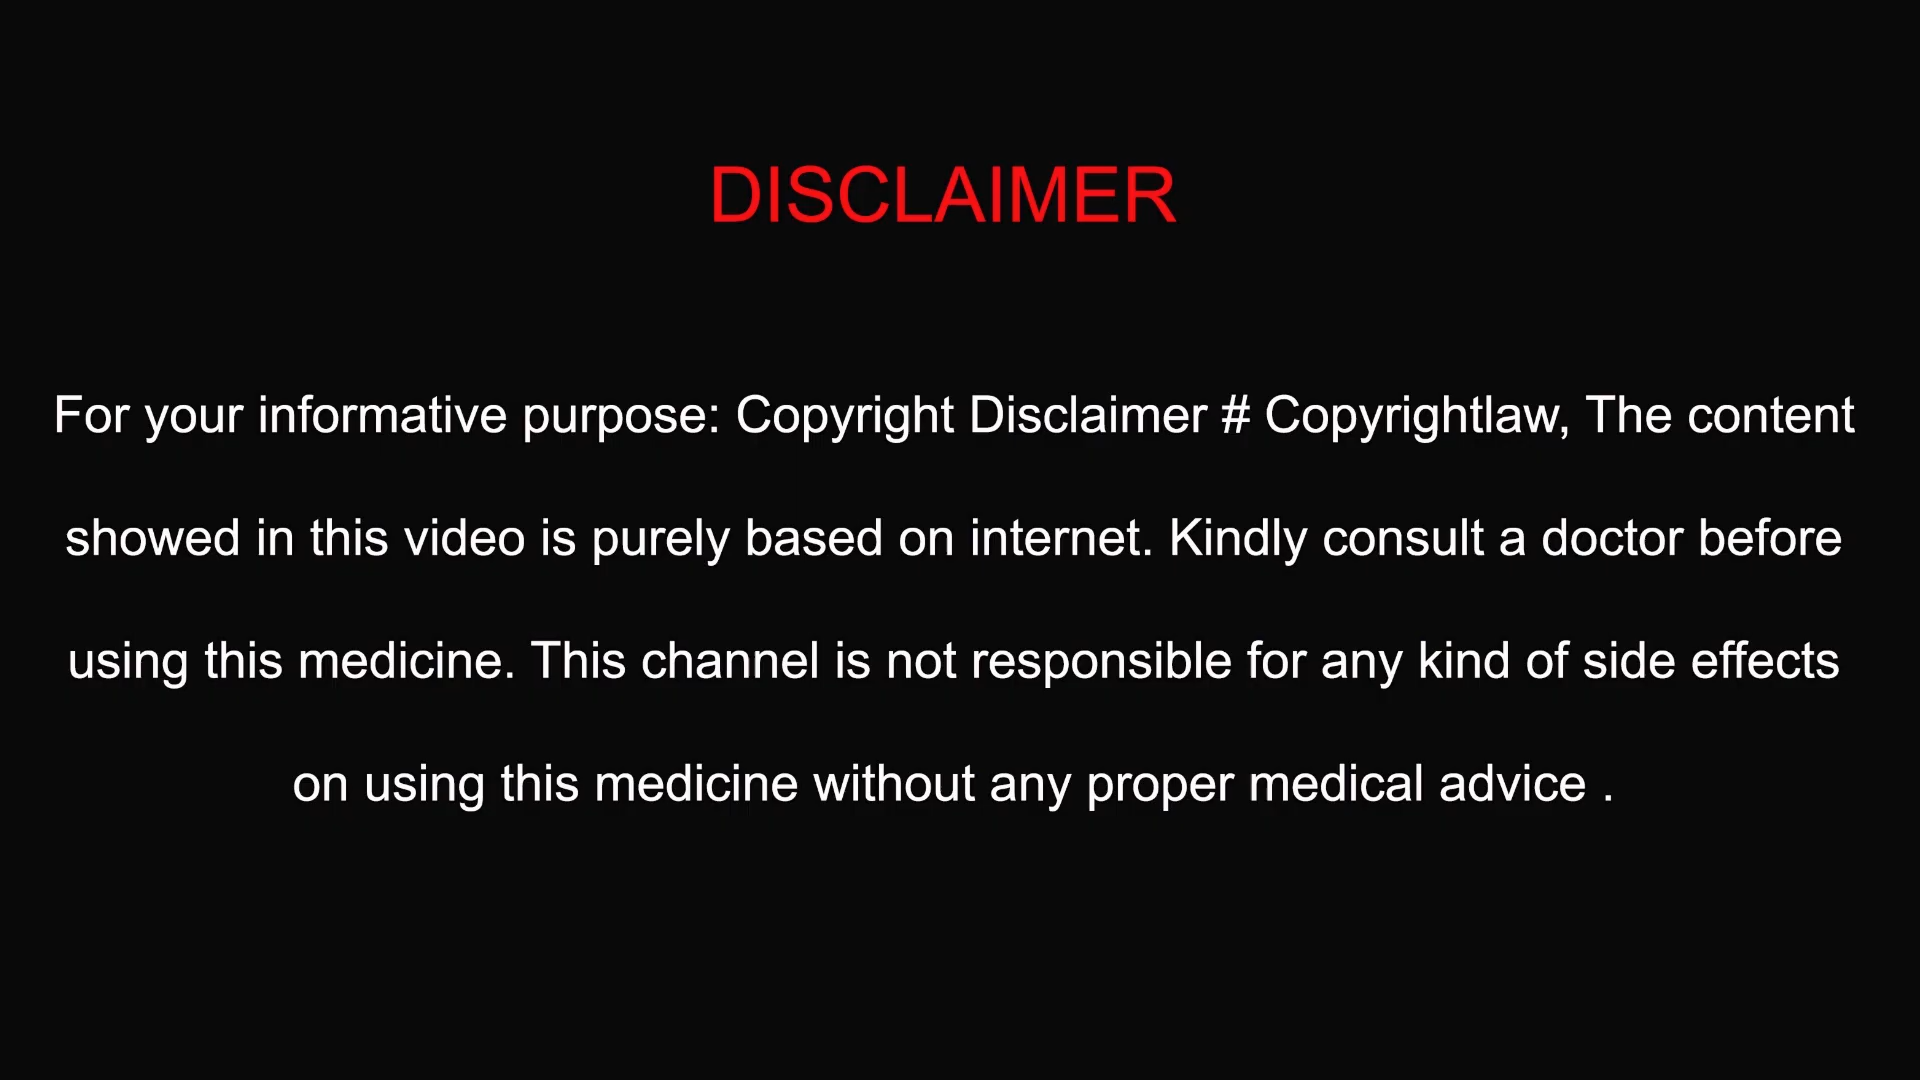 DISCLAIMER
For your informative purpose: Copyright Disclaimer # Copyrightlaw, The content
showed in this video is purely based on internet. Kindly consult a doctor before
using this medicine. This channel is not responsible for any kind of side effects
on using this medicine without any proper medical advice .